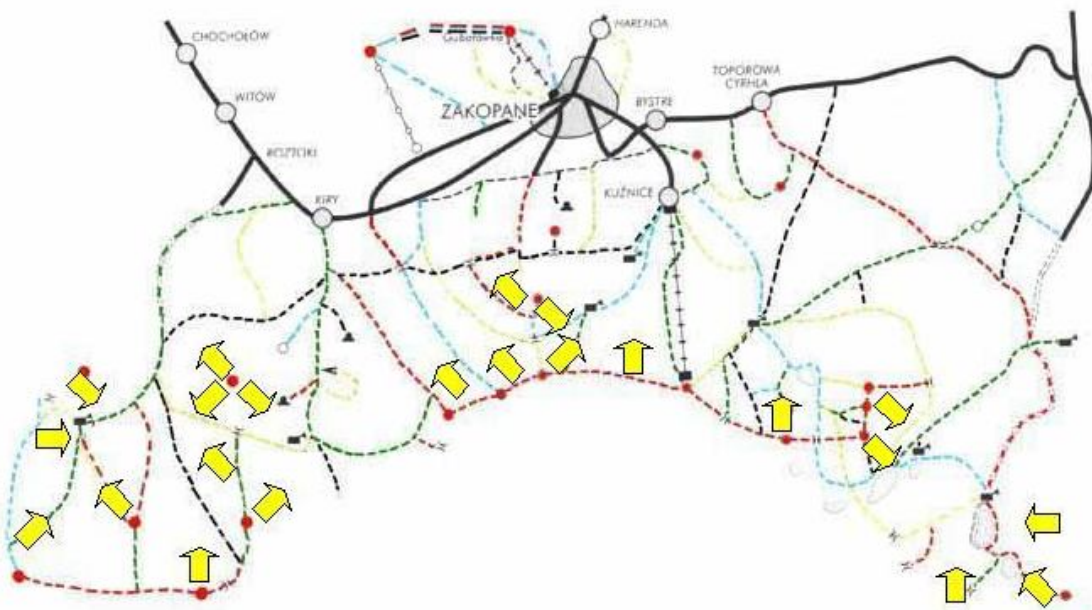 HARENDA
CHOCHOŁÓW
Gubałówka
TOPOROWA
CYRHLA
WITÓW
ZAKOPANE
BYSTRE
ROZTOKI
KIRY
KUŹNICE